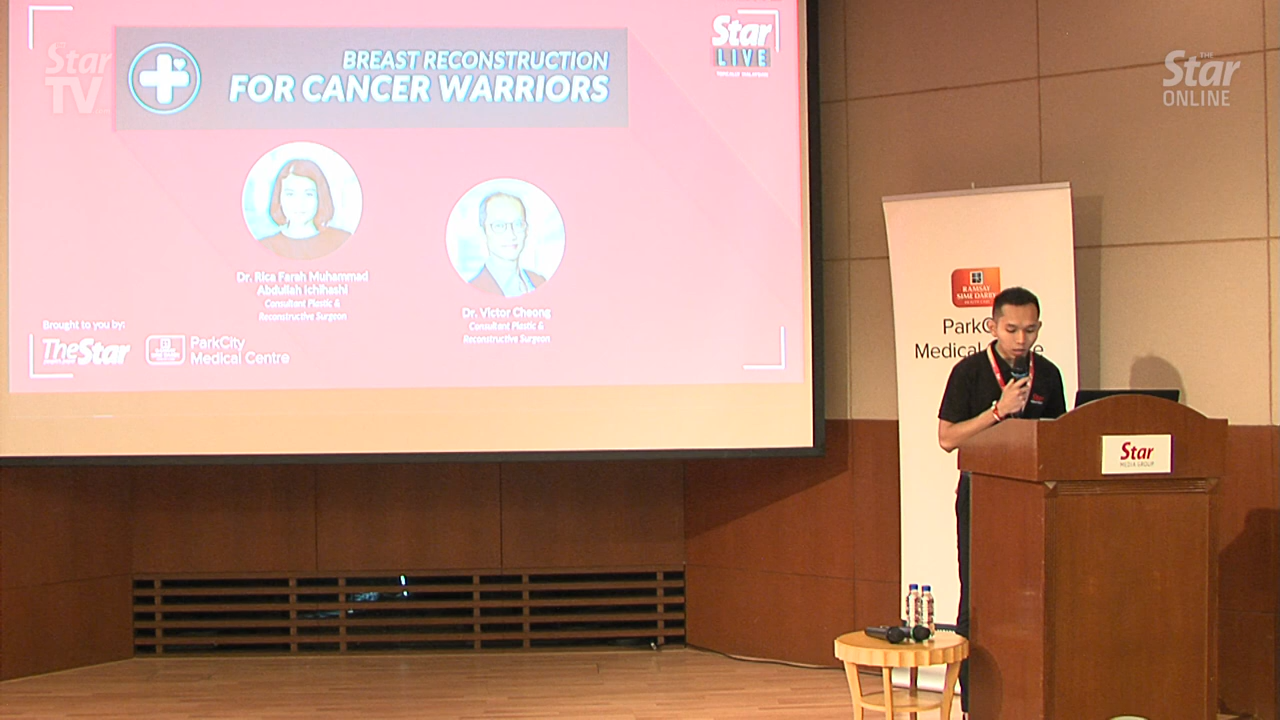 Star
TV
BREAST RECONSTRUCTION
FOR CANCER WARRIORS
Star
LIVE
THE
Star
ONLINE
Dr. Rica Farah Muhammad
Abdullah Ichihashi
Consultant Plastic &
Reconstructive Surgeon
Dr. Victor Cheong
Consultant Plastic &
Reconstructive Surgeon
Brought to you by:
TheStar
ParkCity
Medical Centre
RAMSAY
SIME DARBY
ParkC
Medical
e
Star
MEDIA GROUP